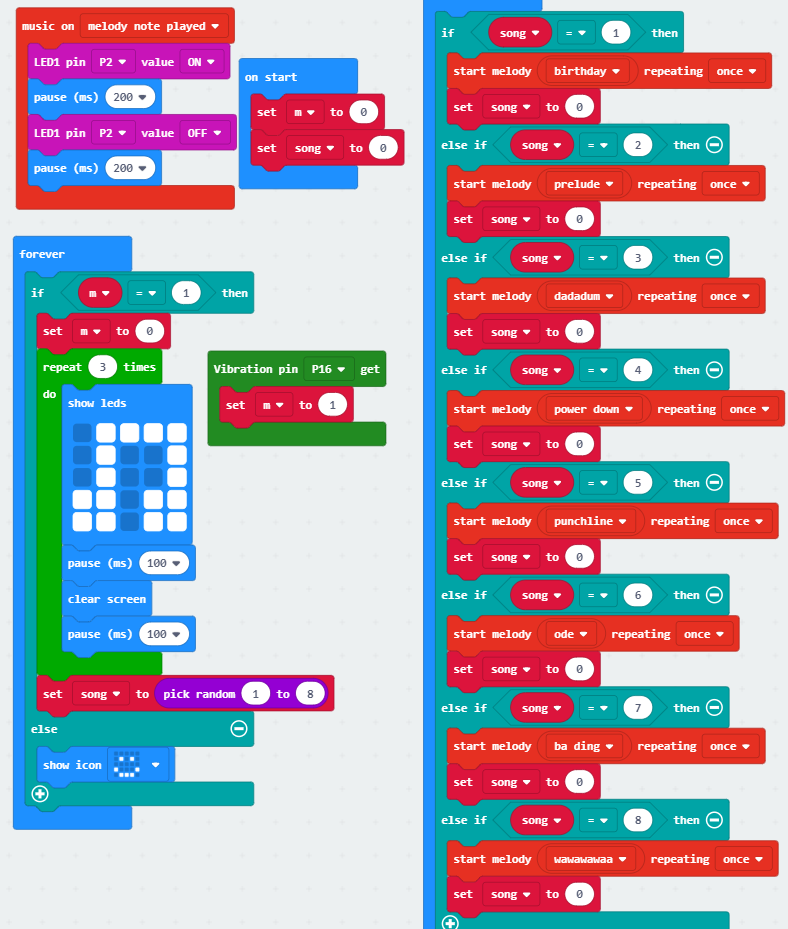 music on melody note played
LED1 pin P2 value ON
pause (ms) 200
LED1 pin P2 value OFF
pause (ms) 200
on start
set m to 0
set song to 0
forever
if m = 1 then
set m to 0
repeat 3 times
do
show leds
pause (ms) 100
clear screen
pause (ms) 100
set song to pick random 1 to 8
else
show icon
Vibration pin P16 get
set m to 1
if song = 1 then
start melody birthday repeating once
set song to 0
else if song = 2 then
start melody prelude repeating once
set song to 0
else if song = 3 then
start melody dadadum repeating once
set song to 0
else if song = 4 then
start melody power down repeating once
set song to 0
else if song = 5 then
start melody punchline repeating once
set song to 0
else if song = 6 then
start melody ode repeating once
set song to 0
else if song = 7 then
start melody ba ding repeating once
set song to 0
else if song = 8 then
start melody wawawawaa repeating once
set song to 0